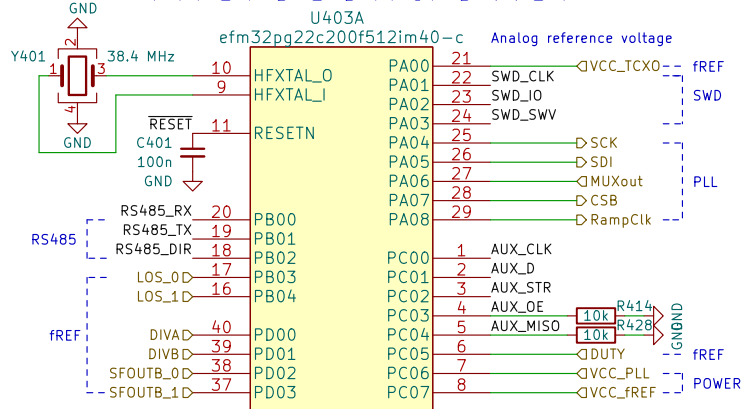 U403A
efm32pg22c200f512im40-c
Analog reference voltage
GND
Y401
2
1
3
4
38.4 MHz
GND
10 HFXTAL_O
9 HFXTAL_I
RESET
11 RESETN
C401
100n
GND
RS485
RS485_RX 20 PB00
RS485_TX 19 PB01
RS485_DIR 18 PB02
fREF
LOS_0 17 PB03
LOS_1 16 PB04
DIVA 40 PD00
DIVB 39 PD01
SFOUTB_0 38 PD02
SFOUTB_1 37 PD03
PA00 21 VCC_TCXO fREF
PA01 22 SWD_CLK
PA02 23 SWD_IO
PA03 24 SWD_SWV
SWD
PA04 25 SCK
PA05 26 SDI
PA06 27 MUXout
PA07 28 CSB
PA08 29 RampClk
PLL
PC00 1 AUX_CLK
PC01 2 AUX_D
PC02 3 AUX_STR
PC03 4 AUX_OE 10k R414 GND
PC04 5 AUX_MISO 10k R428 GND
PC05 6 DUTY fREF
PC06 7 VCC_PLL
PC07 8 VCC_fREF
POWER